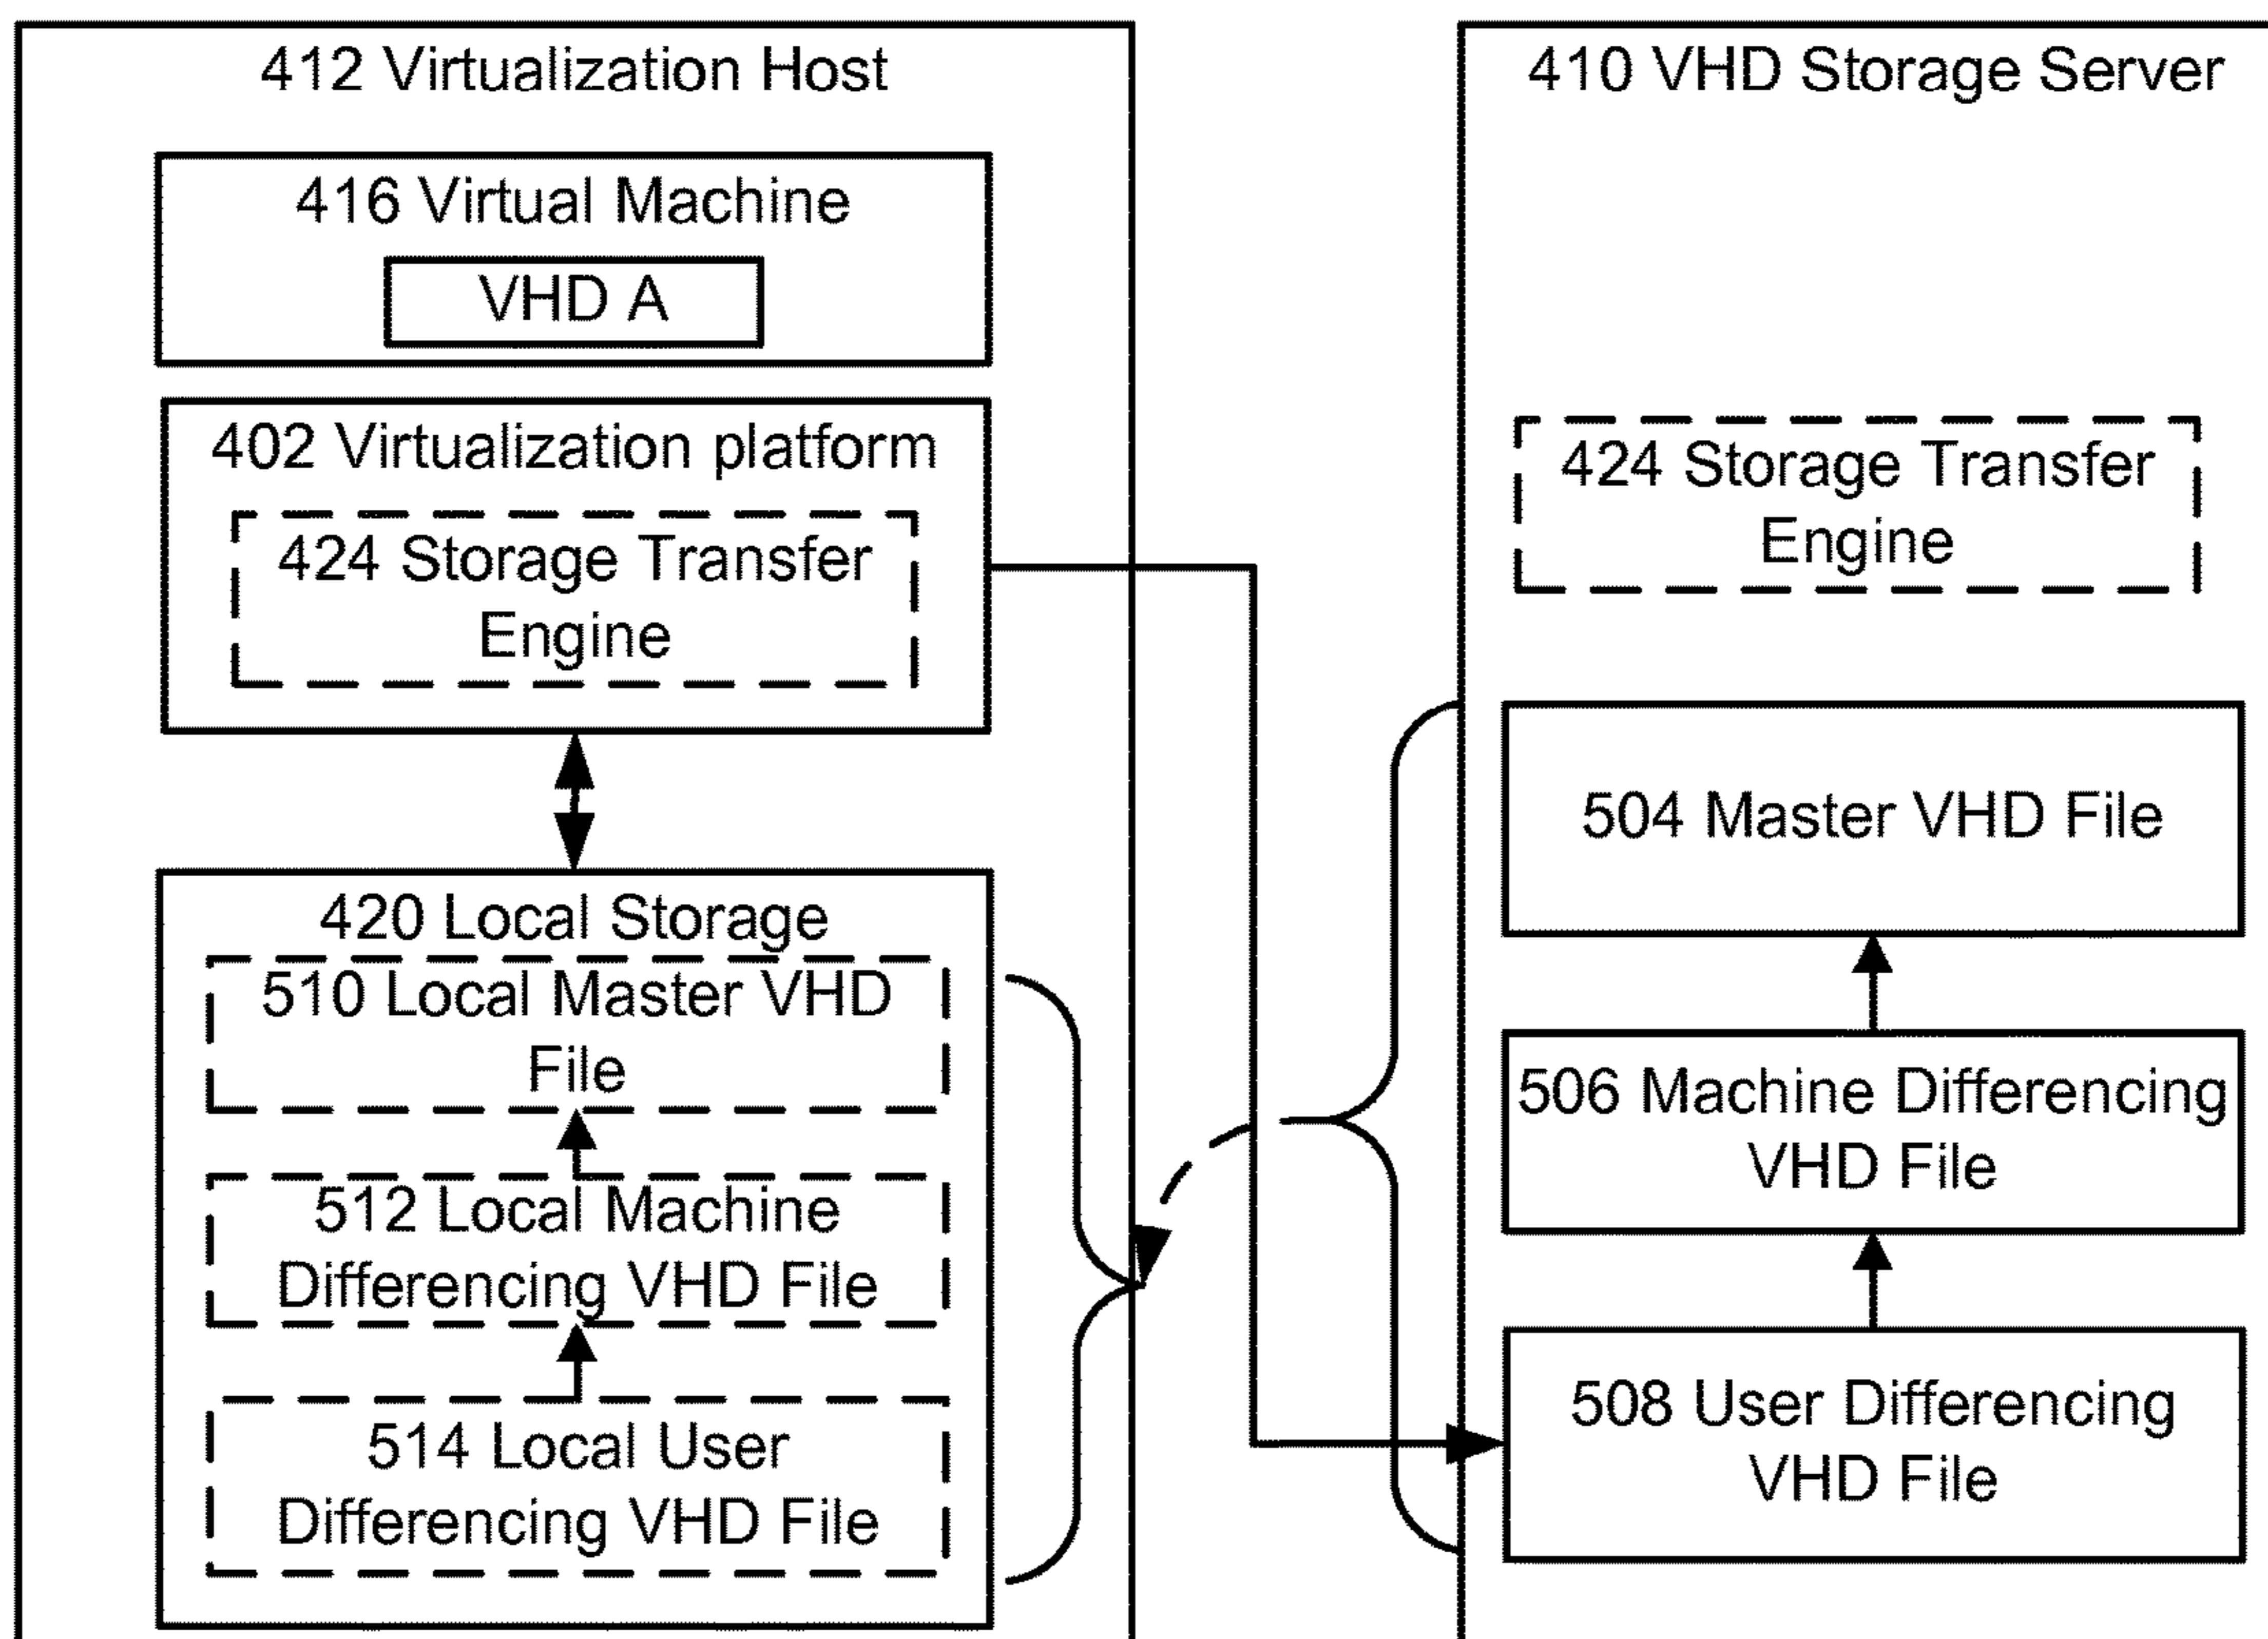 412 Virtualization Host
416 Virtual Machine
VHD A
402 Virtualization platform
424 Storage Transfer
Engine
420 Local Storage
510 Local Master VHD
File
512 Local Machine
Differencing VHD File
514 Local User
Differencing VHD File
410 VHD Storage Server
424 Storage Transfer
Engine
504 Master VHD File
506 Machine Differencing
VHD File
508 User Differencing
VHD File